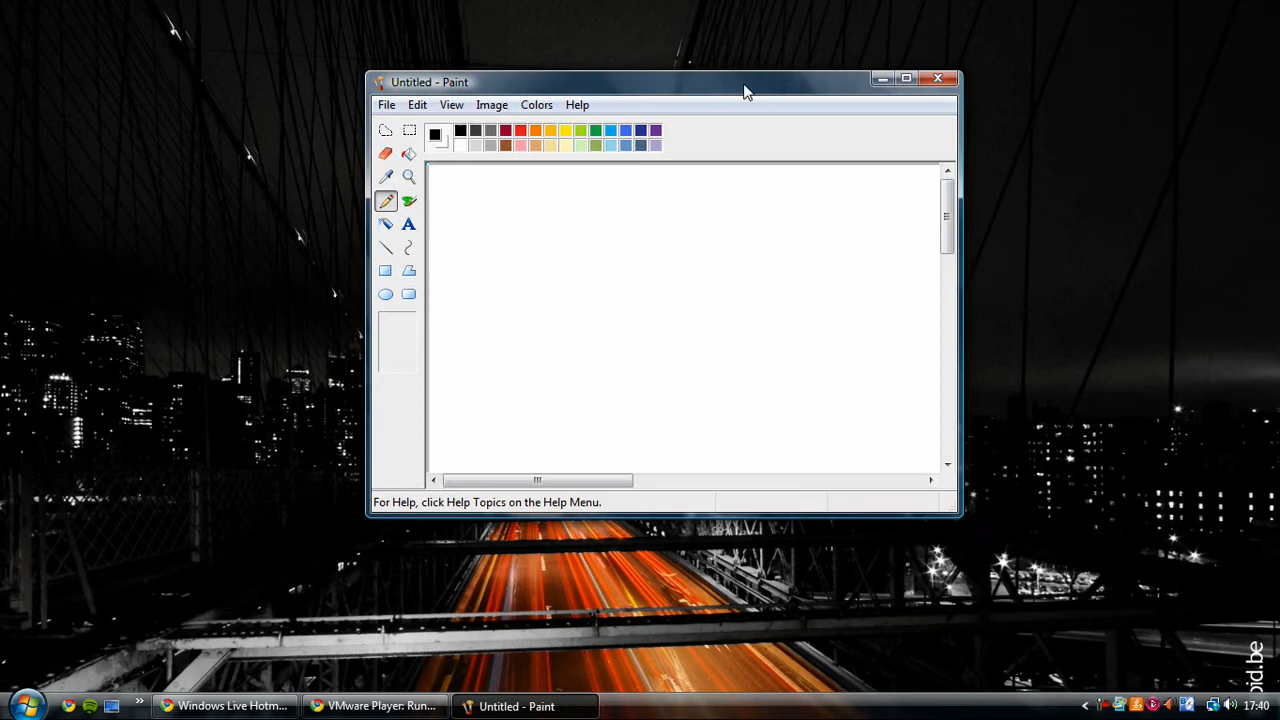 Untitled - Paint
File Edit View Image Colors Help
A
For Help, click Help Topics on the Help Menu.
Windows Live Hotm...
VMware Player: Run...
Untitled - Paint
17:40